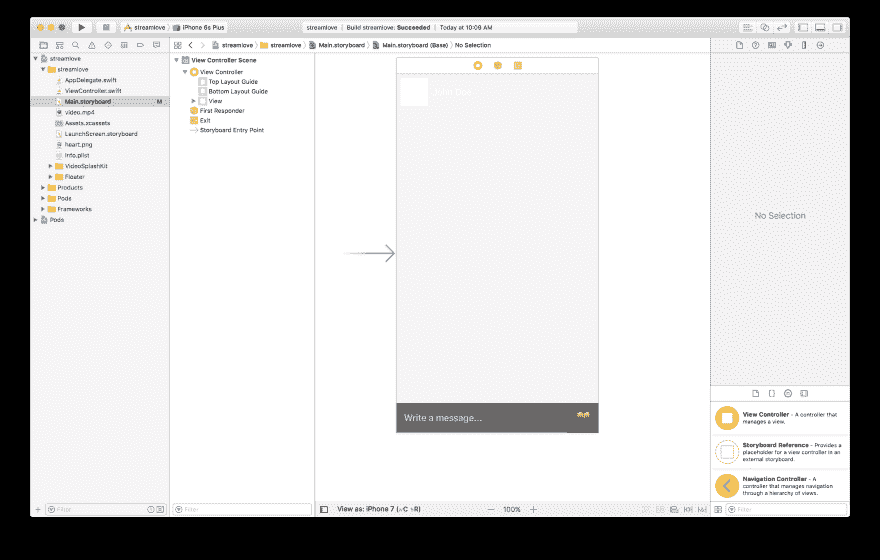 streamlove 〉 iPhone 6s Plus
streamlove | Build streamlove: Succeeded | Today at 10:09 AM
streamlove 〉 streamlove 〉 Main.storyboard 〉 Main.storyboard (Base) 〉 No Selection
streamlove
streamlove
AppDelegate.swift
ViewController.swift
Main.storyboard M
video.mp4
Assets.xcassets
LaunchScreen.storyboard
heart.png
Info.plist
VideoSplashKit
Floater
Products
Pods
Frameworks
Pods
Filter
View Controller Scene
View Controller
Top Layout Guide
Bottom Layout Guide
View
First Responder
Exit
Storyboard Entry Point
Filter
John Doe
Write a message...
View as: iPhone 7 (wC hR)
100%
No Selection
View Controller - A controller that
manages a view.
Storyboard Reference - Provides a
placeholder for a view controller in an
external storyboard.
Navigation Controller - A
controller that manages navigation
through a hierarchy of views.
Filter